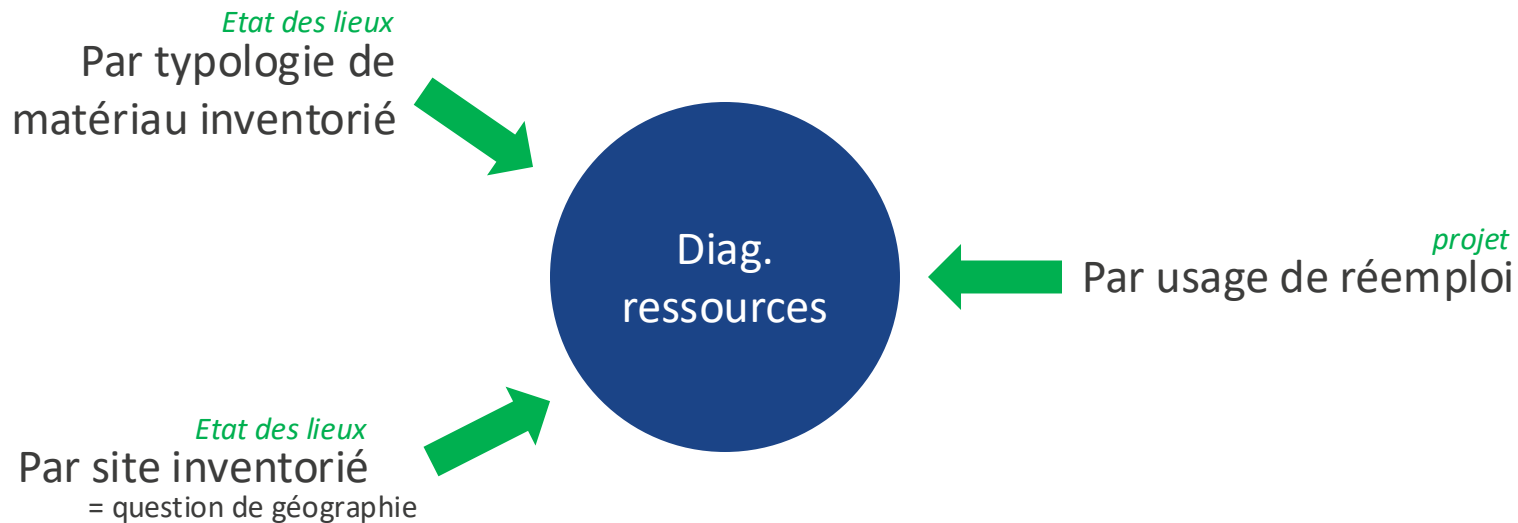 Etat des lieux
Par typologie de
matériau inventorié
Diag.
ressources
projet
Par usage de réemploi
Etat des lieux
Par site inventorié
= question de géographie